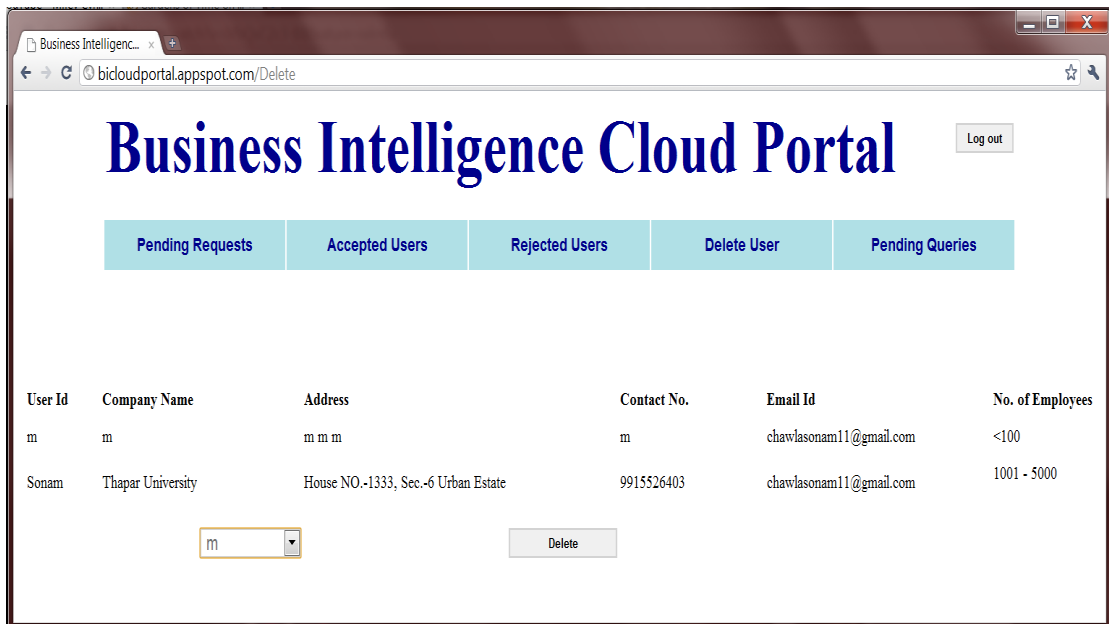 Business Intelligenc...
bicloudportal.appspot.com/Delete
Business Intelligence Cloud Portal
Log out
Pending Requests Accepted Users Rejected Users Delete User Pending Queries
User Id Company Name Address Contact No. Email Id No. of Employees
m m m m m m chawlasonam11@gmail.com <100
Sonam Thapar University House NO.-1333, Sec.-6 Urban Estate 9915526403 chawlasonam11@gmail.com 1001 - 5000
m Delete